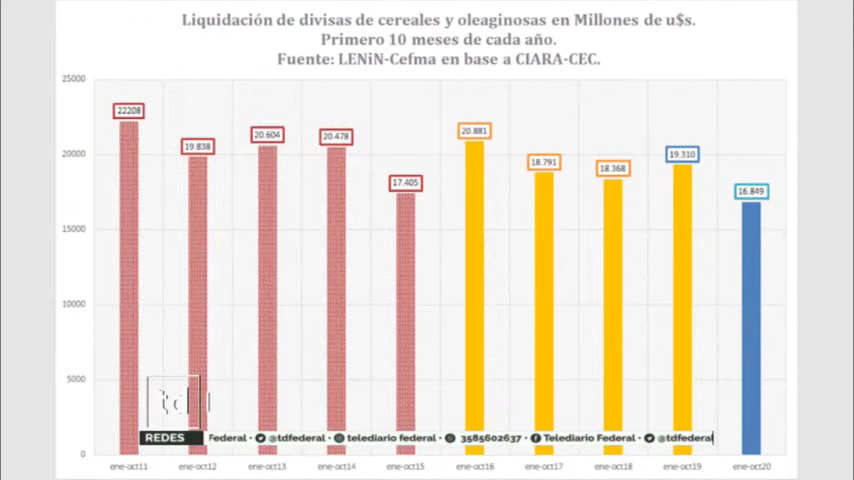 Liquidación de divisas de cereales y oleaginosas en Millones de u$s.
Primero 10 meses de cada año.
Fuente: LENiN-Cefma en base a CIARA-CEC.
25000
20000
15000
10000
5000
0
22208
19.838
20.604
20.478
17.405
20.881
18.791
18.368
19.310
16.849
td
REDES Federal · @tdfederal · telediario federal · 3585602637 · Telediario Federal · @tdfederal
ene-oct11 ene-oct12 ene-oct13 ene-oct14 ene-oct15 ene-oct16 ene-oct17 ene-oct18 ene-oct19 ene-oct20